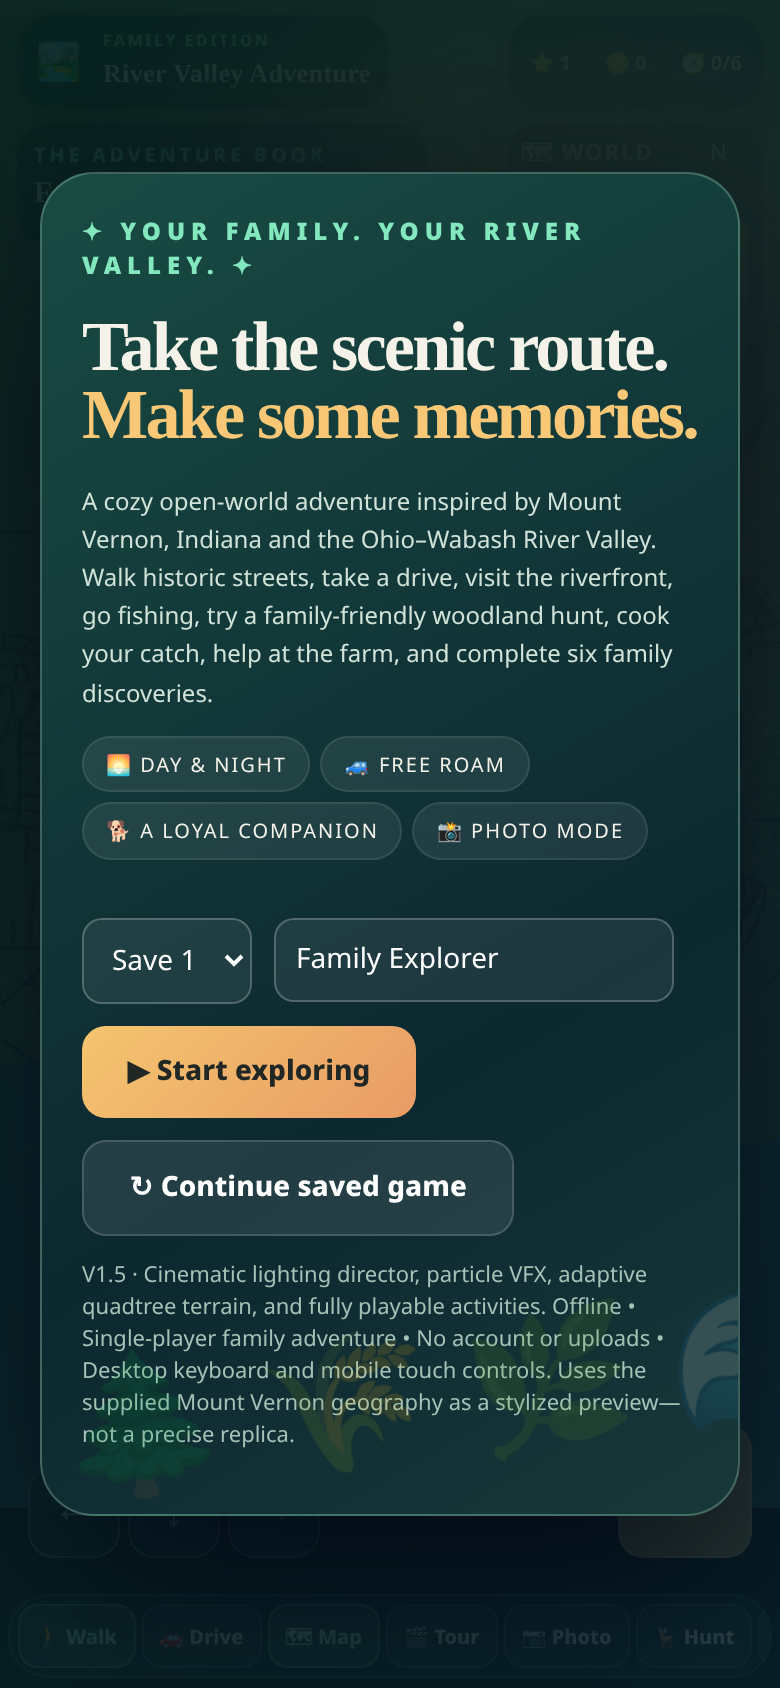 FAMILY EDITION
River Valley Adventure
⭐ 1 🟡 0 🧭 0/6
THE ADVENTURE BOOK
🗺 WORLD N
✦ YOUR FAMILY. YOUR RIVER
VALLEY. ✦
Take the scenic route.
Make some memories.
A cozy open-world adventure inspired by Mount
Vernon, Indiana and the Ohio–Wabash River Valley.
Walk historic streets, take a drive, visit the riverfront,
go fishing, try a family-friendly woodland hunt, cook
your catch, help at the farm, and complete six family
discoveries.
🌅 DAY & NIGHT
🚙 FREE ROAM
🐕 A LOYAL COMPANION
📸 PHOTO MODE
Save 1
Family Explorer
▶ Start exploring
↻ Continue saved game
V1.5 · Cinematic lighting director, particle VFX, adaptive
quadtree terrain, and fully playable activities. Offline •
Single-player family adventure • No account or uploads •
Desktop keyboard and mobile touch controls. Uses the
supplied Mount Vernon geography as a stylized preview—
not a precise replica.
🚶 Walk
🚗 Drive
🗺 Map
🎬 Tour
📷 Photo
🦌 Hunt